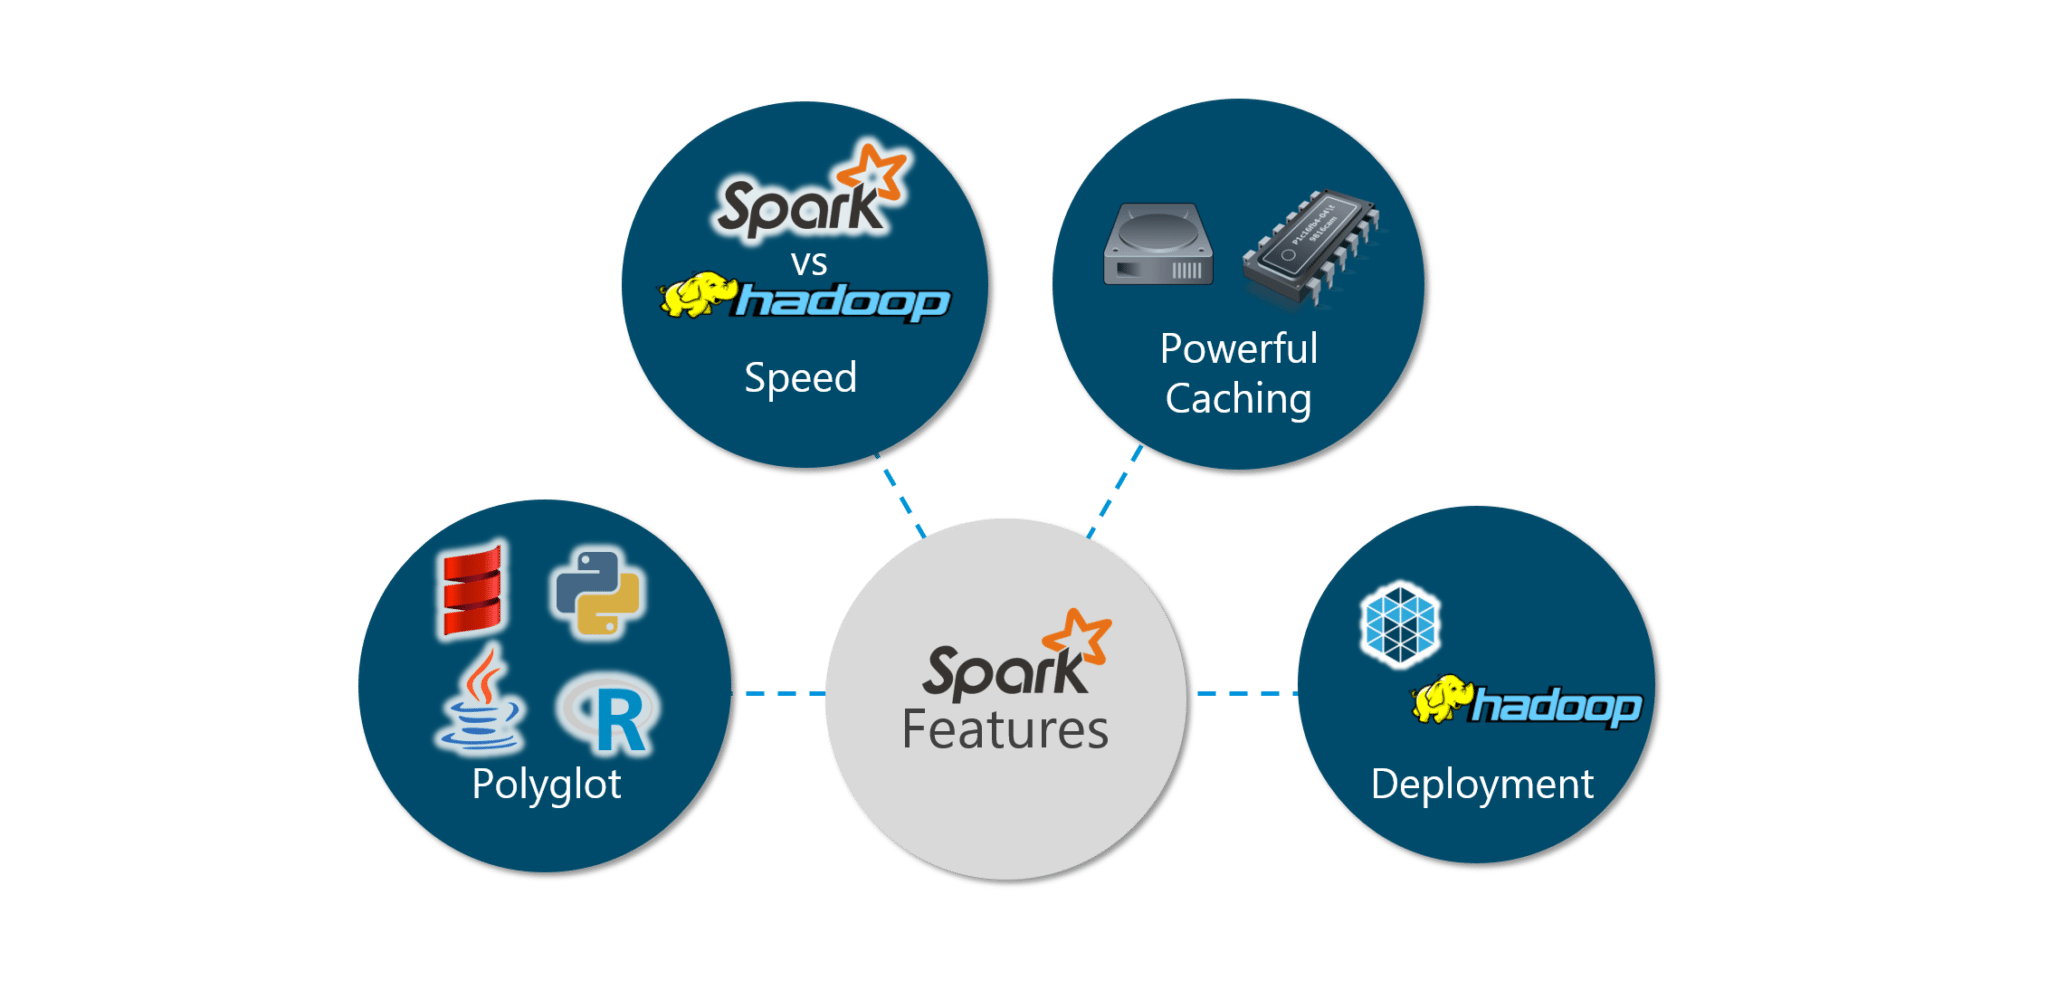 Spark
vs
hadoop
Speed
Powerful
Caching
Polyglot
R
Spark
Features
hadoop
Deployment